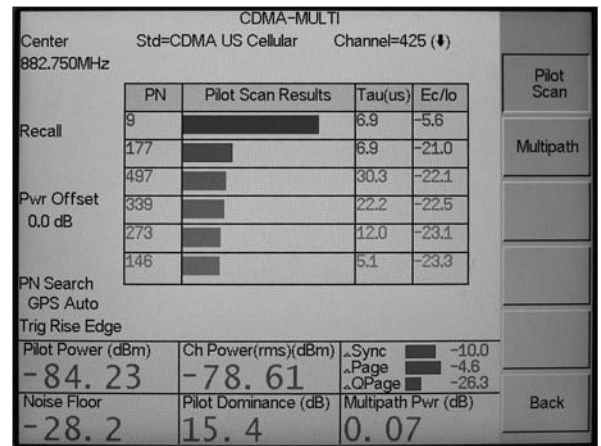 CDMA-MULTI
Center Std=CDMA US Cellular Channel=425 (⬇)
882.750MHz
Pilot Scan
PN Pilot Scan Results Tau(us) Ec/Io
9 6.9 -5.6
Recall
177 6.9 -21.0
Multipath
497 30.3 -22.1
Pwr Offset
339 22.2 -22.5
0.0 dB
273 12.0 -23.1
146 5.1 -23.3
PN Search
GPS Auto
Trig Rise Edge
Pilot Power (dBm) Ch Power(rms)(dBm) Sync -10.0
-84.23 -78.61 Page -4.6
QPage -26.3
Noise Floor Pilot Dominance (dB) Multipath Pwr (dB)
-28.2 15.4 0.07
Back